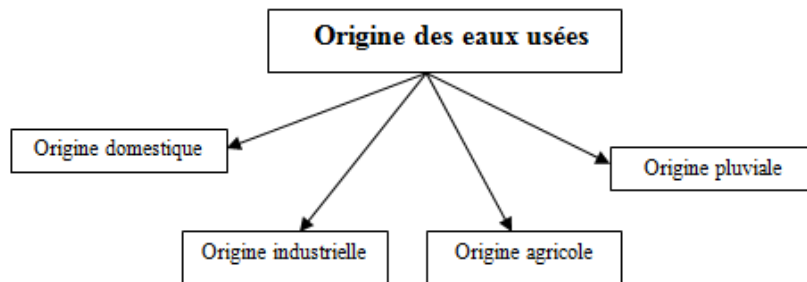 Origine des eaux usées
Origine domestique
Origine pluviale
Origine industrielle
Origine agricole